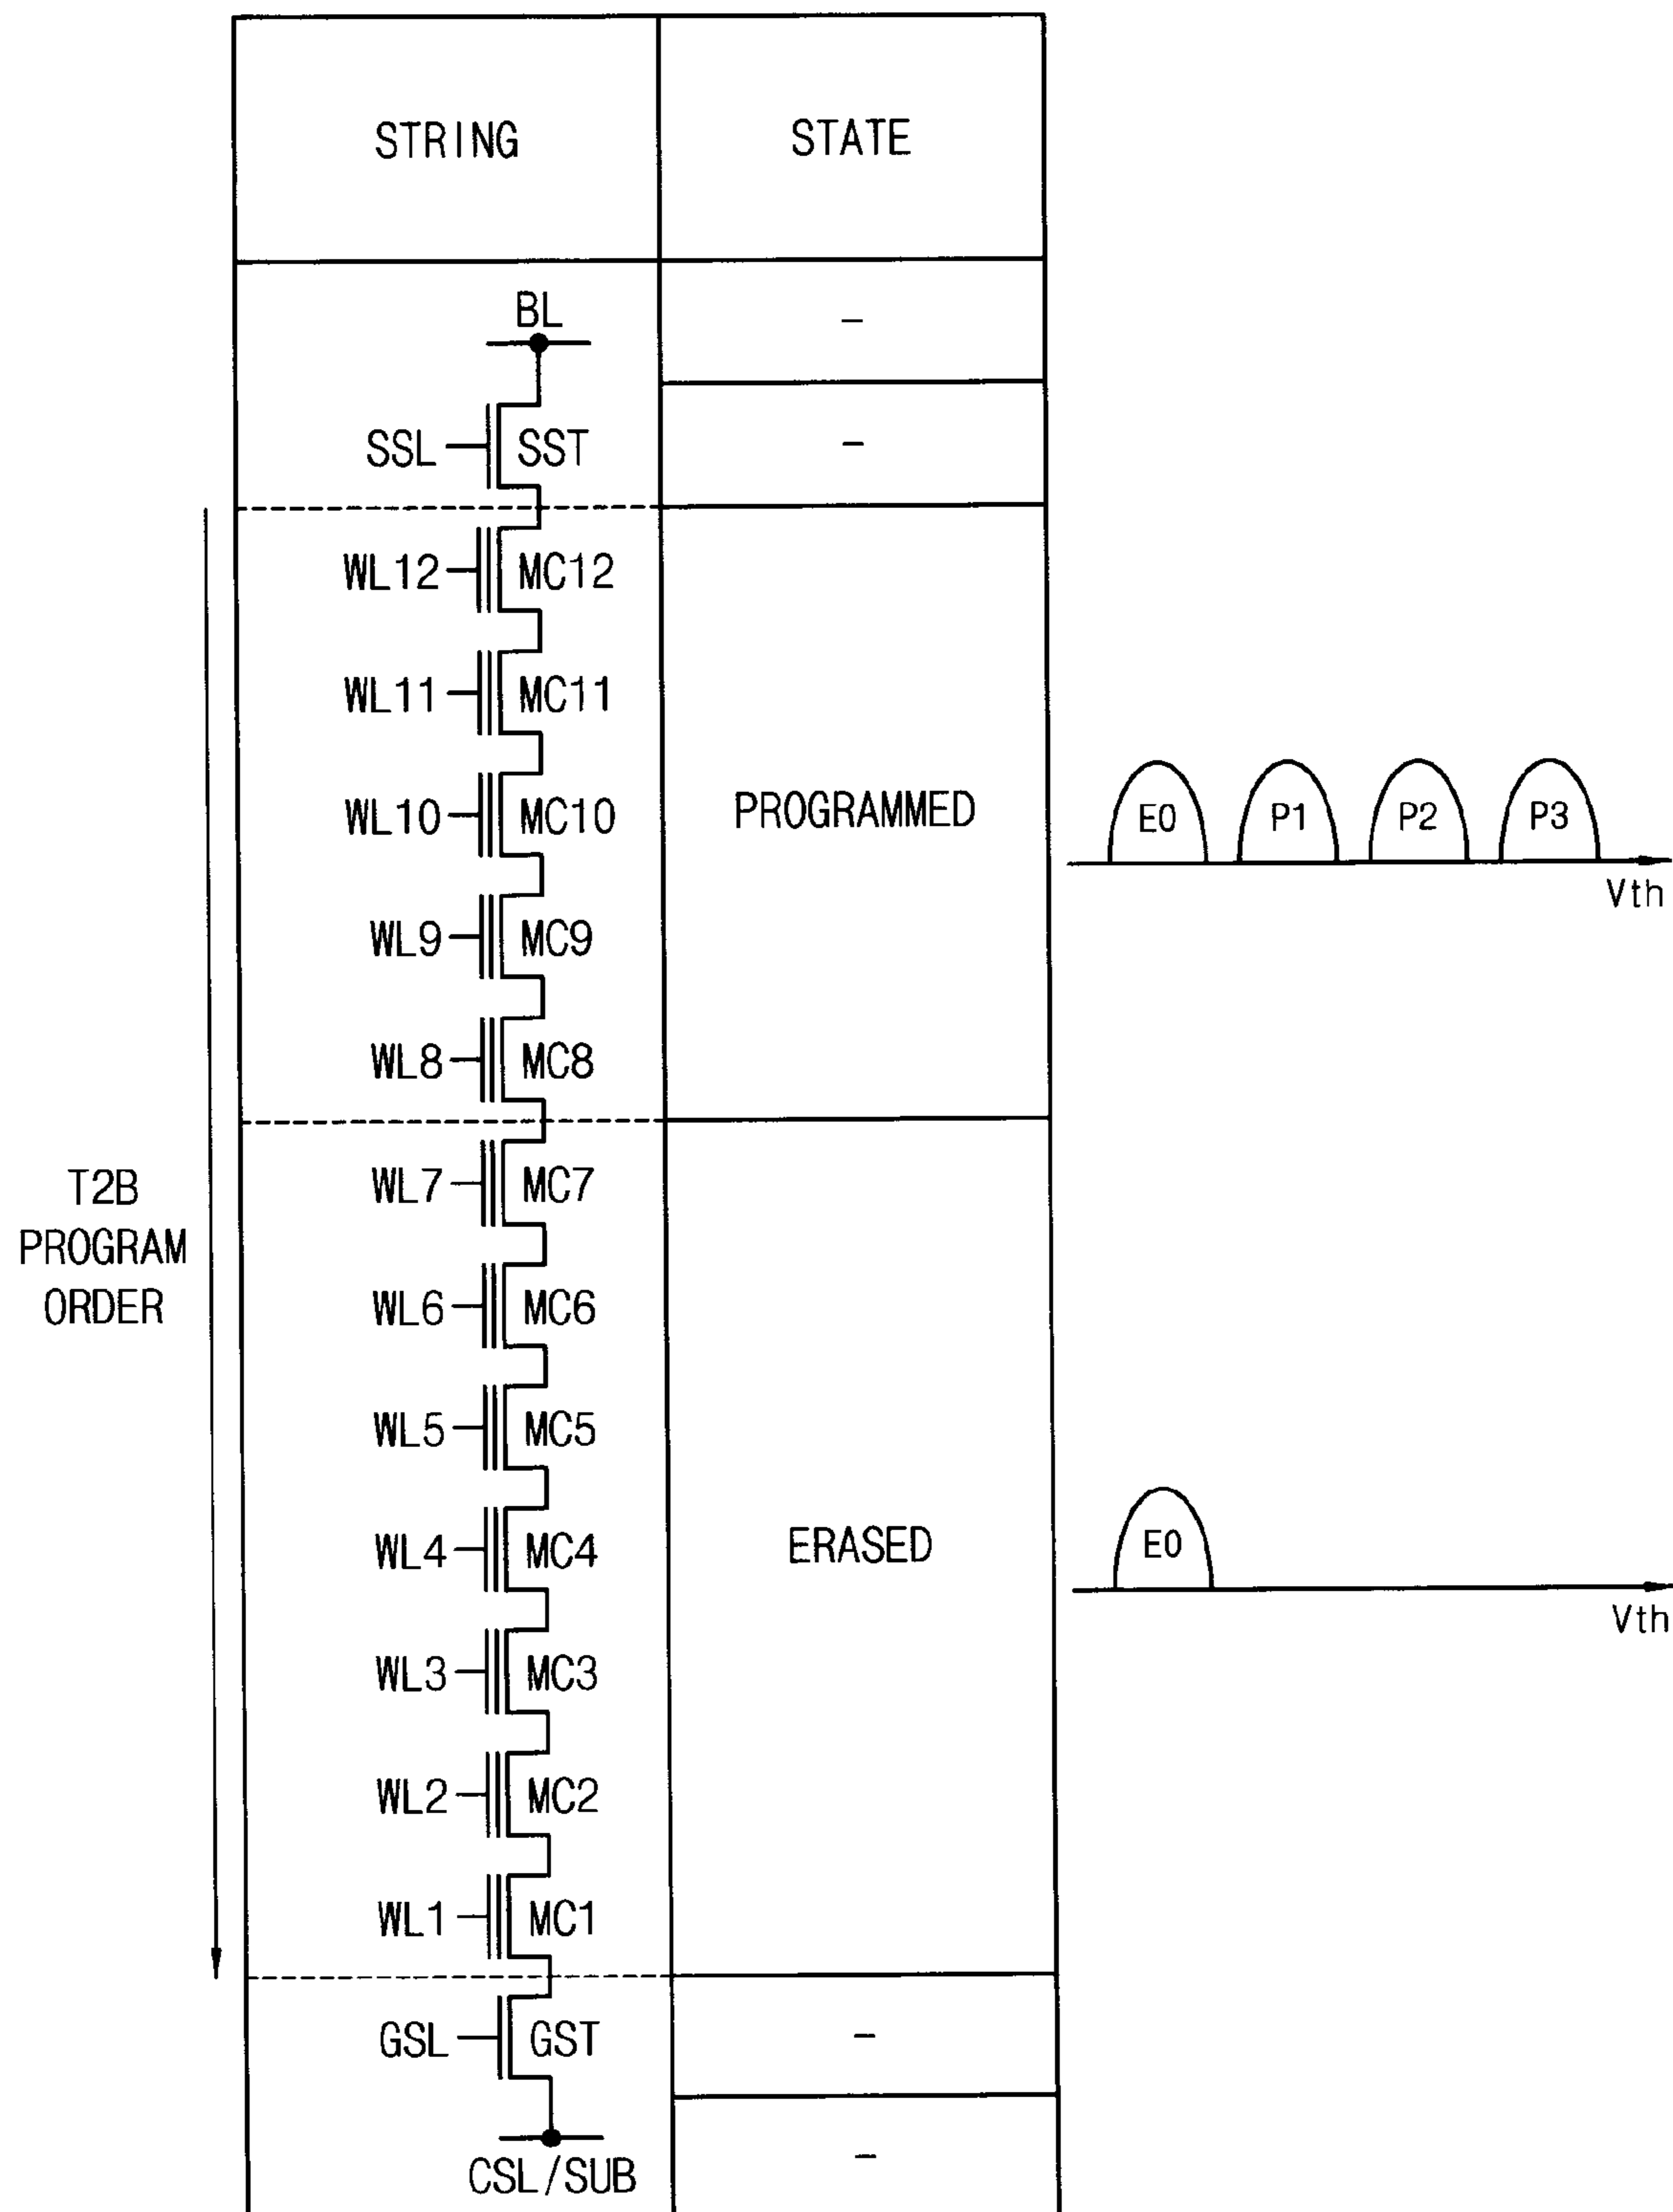 STRING STATE
BL -
SSL SST -
WL12 MC12
WL11 MC11
WL10 MC10 PROGRAMMED E0 P1 P2 P3
Vth
WL9 MC9
WL8 MC8
WL7 MC7
T2B
PROGRAM
ORDER
WL6 MC6
WL5 MC5
WL4 MC4 ERASED E0
Vth
WL3 MC3
WL2 MC2
WL1 MC1
GSL GST -
CSL/SUB -